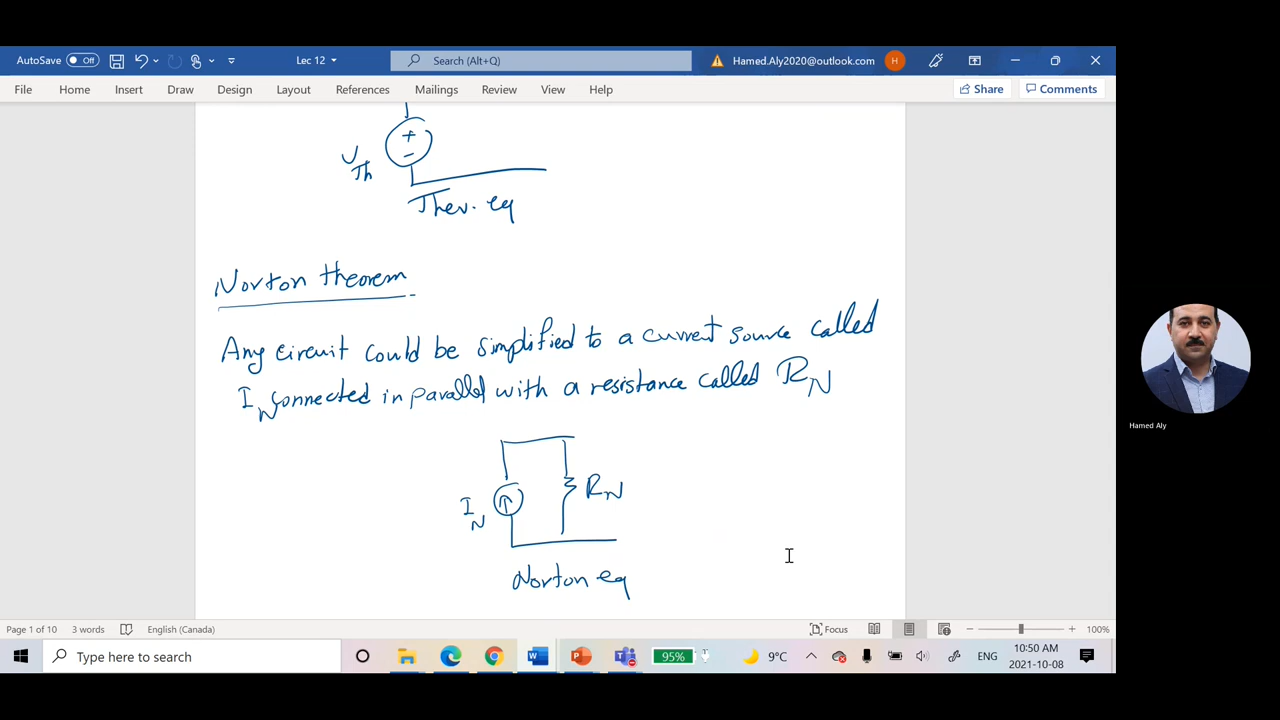 AutoSave Off Lec 12 Search (Alt+Q) Hamed.Aly2020@outlook.com H
File Home Insert Draw Design Layout References Mailings Review View Help Share Comments
+
-
V Th
Thev. eq
Norton theorem
Any circuit could be simplified to a current source called
I N connected in parallel with a resistance called R N
I N
R N
Norton eq
Hamed Aly
Page 1 of 10 3 words English (Canada) Focus 100%
Type here to search 95% 9°C ENG 10:50 AM
2021-10-08